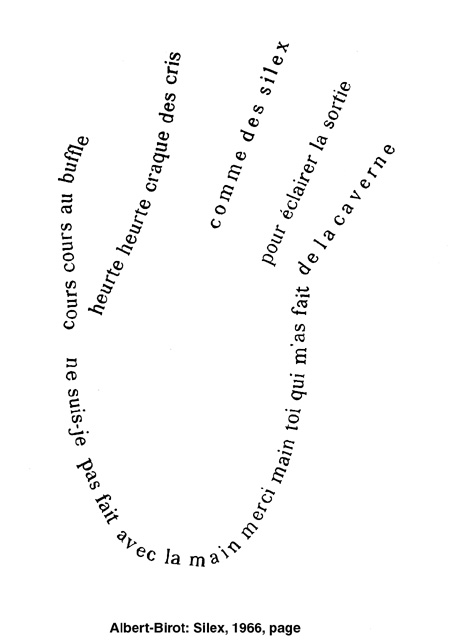 cours cours au buffle
heurte heurte craque des cris
comme des silex
pour éclairer la sortie
de la caverne
ne suis-je pas fait avec la main merci main toi qui m'as fait
Albert-Birot: Silex, 1966, page